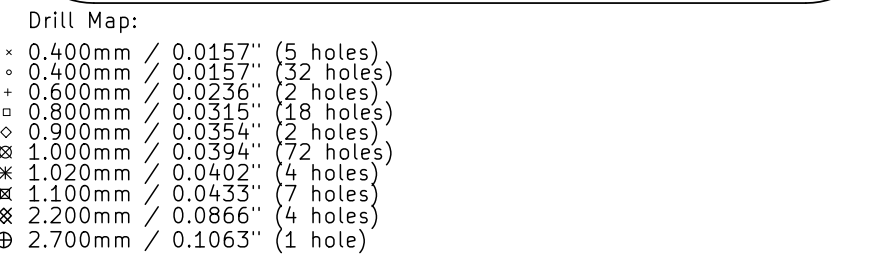 Drill Map:
0.400mm / 0.0157'' (5 holes)
0.400mm / 0.0157'' (32 holes)
0.600mm / 0.0236'' (2 holes)
0.800mm / 0.0315'' (18 holes)
0.900mm / 0.0354'' (2 holes)
1.000mm / 0.0394'' (72 holes)
1.020mm / 0.0402'' (4 holes)
1.100mm / 0.0433'' (7 holes)
2.200mm / 0.0866'' (4 holes)
2.700mm / 0.1063'' (1 hole)